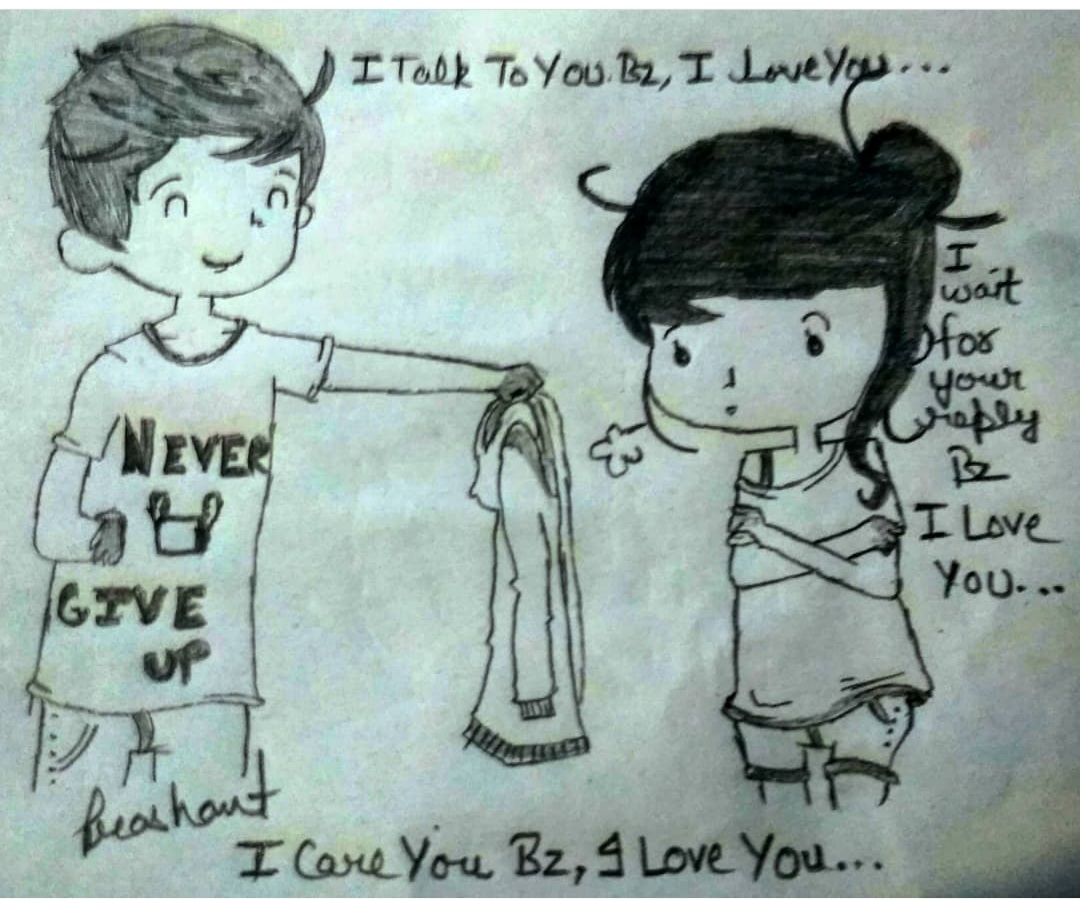 I Talk To You Bz, I Love You...
I
wait
for
your
reply
Bz
I Love
You...
NEVER
GIVE
UP
I Care You Bz, I Love You...